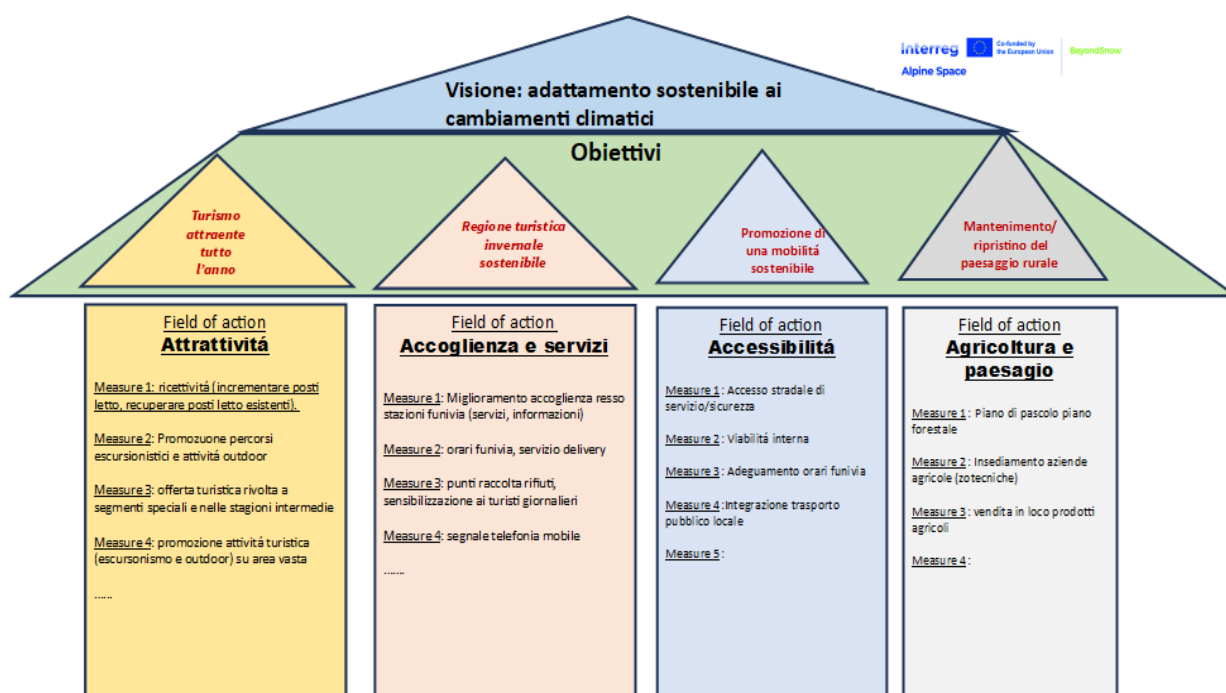 Interreg
Co-funded by
the European Union
BeyondSnow
Alpine Space
Visione: adattamento sostenibile ai
cambiamenti climatici
Obiettivi
Turismo
attraente
tutto
l'anno
Regione turistica
invernale
sostenibile
Promozione di
una mobilitá
sostenibile
Mantenimento/
ripristino del
paesaggio rurale
Field of action
Attrattivitá
Measure 1: ricettivitá (incrementare posti
letto, recuperare posti letto esistenti).
Measure 2: Promozuone percorsi
escursionistici e attivitá outdoor
Measure 3: offerta turistica rivolta a
segmenti speciali e nelle stagioni intermedie
Measure 4: promozione attivitá turistica
(escursonismo e outdoor) su area vasta
......
Field of action
Accoglienza e servizi
Measure 1: Miglioramento accoglienza resso
stazioni funivia (servizi, informazioni)
Measure 2: orari funivia, servizio delivery
Measure 3: punti raccolta rifiuti,
sensibilizzazione ai turisti giornalieri
Measure 4: segnale telefonia mobile
.......
Field of action
Accessibilitá
Measure 1: Accesso stradale di
servizio/sicurezza
Measure 2: Viabilitá interna
Measure 3: Adeguamento orari funivia
Measure 4:Integrazione trasporto
pubblico locale
Measure 5:
Field of action
Agricoltura e
paesagio
Measure 1: Piano di pascolo piano
forestale
Measure 2: Insediamento aziende
agricole (zotecniche)
Measure 3: vendita in loco prodotti
agricoli
Measure 4: